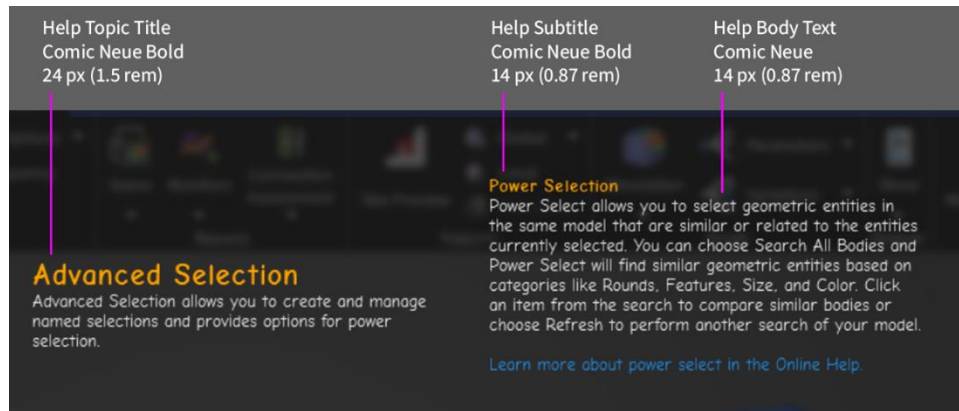 Help Topic Title
Comic Neue Bold
24 px (1.5 rem)
Help Subtitle
Comic Neue Bold
14 px (0.87 rem)
Help Body Text
Comic Neue
14 px (0.87 rem)
Advanced Selection
Advanced Selection allows you to create and manage
named selections and provides options for power
selection.
Power Selection
Power Select allows you to select geometric entities in
the same model that are similar or related to the entities
currently selected. You can choose Search All Bodies and
Power Select will find similar geometric entities based on
categories like Rounds, Features, Size, and Color. Click
an item from the search to compare similar bodies or
choose Refresh to perform another search of your model.
Learn more about power select in the Online Help.